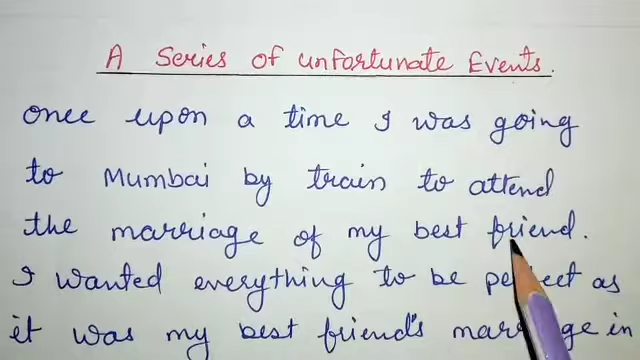 A Series of unfortunate Events.
once upon a time I was going
to Mumbai by train to attend
the marriage of my best friend.
I wanted everything to be perfect as
it was my best friend's marriage in